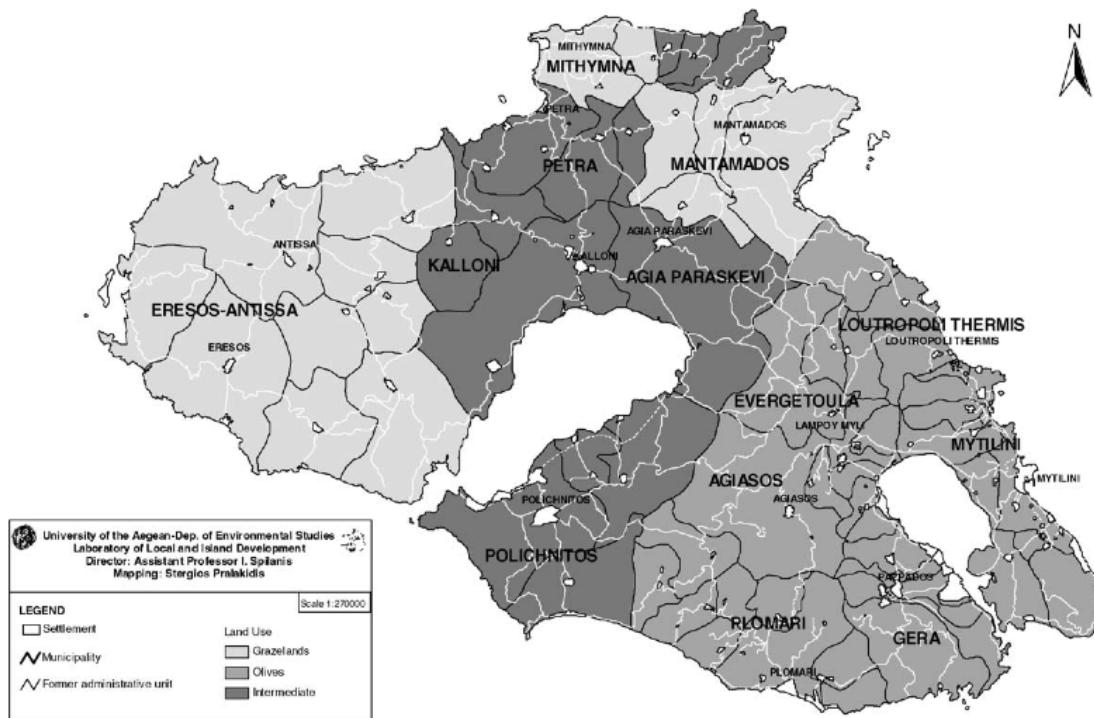 N
MITHYMNA
MITHYMNA
PETRA
PETRA
MANTAMADOS
MANTAMADOS
AGIA PARASKEVI
AGIA PARASKEVI
KALLONI
KALLONI
ANTISSA
ERESOS-ANTISSA
ERESOS
LOUTROPOLI THERMIS
LOUTROPOLI THERMIS
EVERGETOULA
LAMPOY MYLI
MYTILINI
MYTILINI
AGIASOS
AGIASOS
POLICHNITOS
POLICHNITOS
PAPPADOS
PLOMARI
GERA
PLOMARI
University of the Aegean-Dep. of Environmental Studies
Laboratory of Local and Island Development
Director: Assistant Professor I. Spilanis
Mapping: Stergios Pralakidis
Scale 1:270000
LEGEND
Settlement
Municipality
Former administrative unit
Land Use
Grazelands
Olives
Intermediate